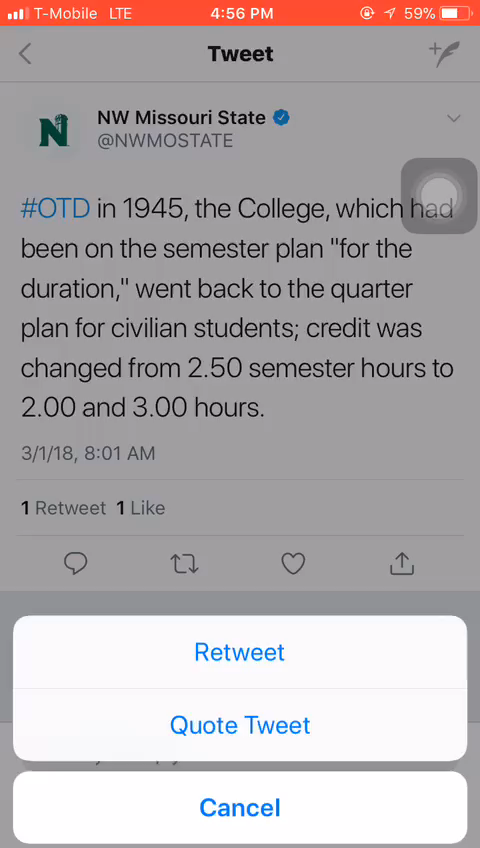 T-Mobile LTE 4:56 PM 59%
Tweet
NW Missouri State
@NWMOSTATE
#OTD in 1945, the College, which had
been on the semester plan "for the
duration," went back to the quarter
plan for civilian students; credit was
changed from 2.50 semester hours to
2.00 and 3.00 hours.
3/1/18, 8:01 AM
1 Retweet 1 Like
Retweet
Quote Tweet
Cancel